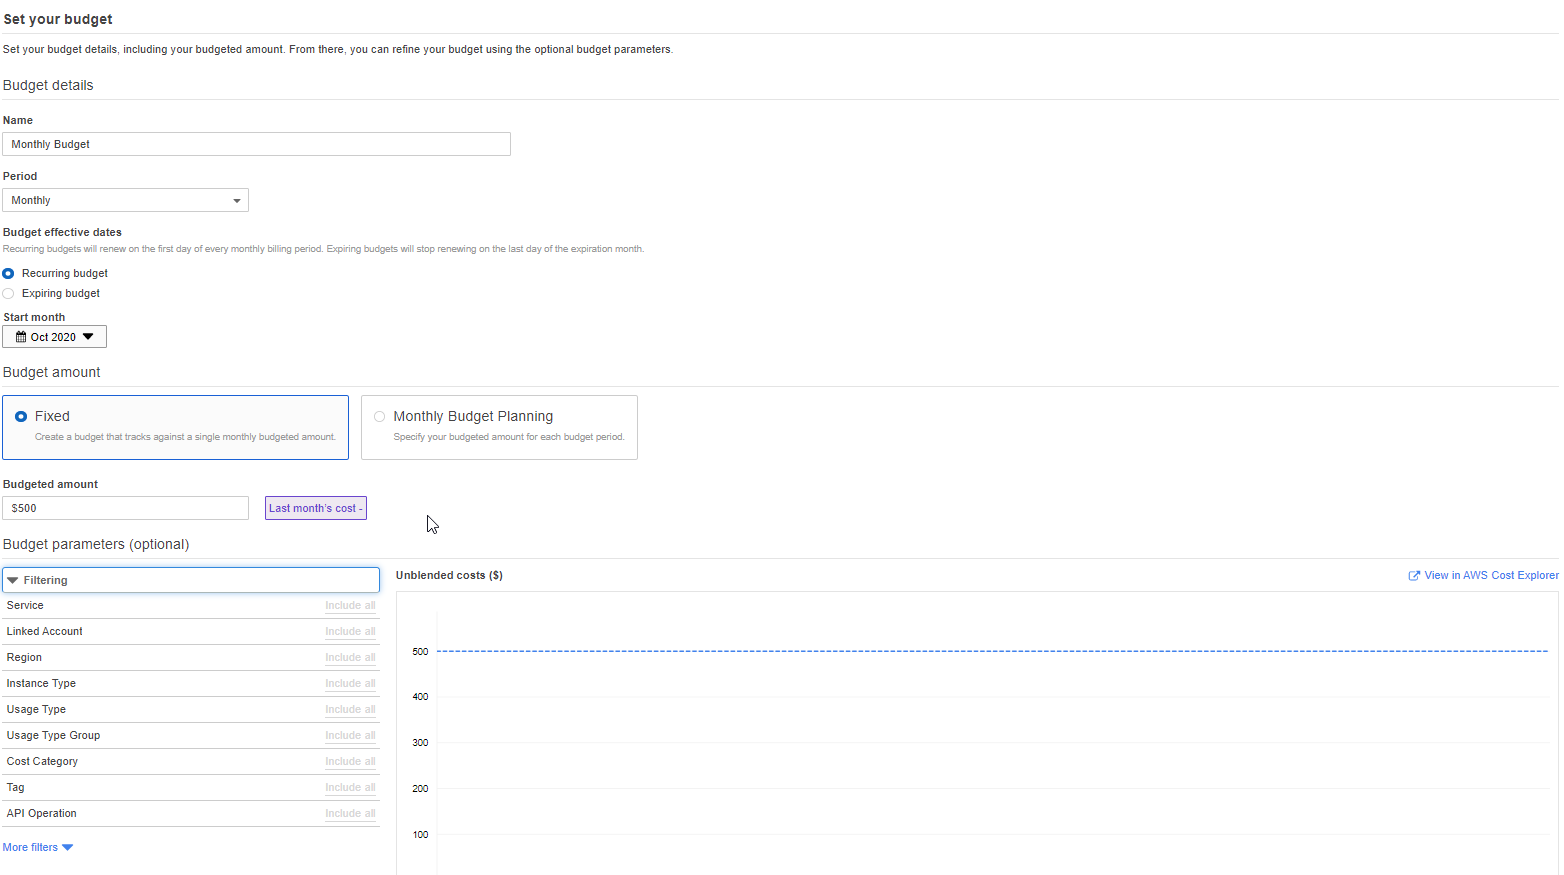 Set your budget
Set your budget details, including your budgeted amount. From there, you can refine your budget using the optional budget parameters.
Budget details
Name
Monthly Budget
Period
Monthly
Budget effective dates
Recurring budgets will renew on the first day of every monthly billing period. Expiring budgets will stop renewing on the last day of the expiration month.
Recurring budget
Expiring budget
Start month
Oct 2020
Budget amount
Fixed
Create a budget that tracks against a single monthly budgeted amount.
Monthly Budget Planning
Specify your budgeted amount for each budget period.
Budgeted amount
$500
Last month's cost -
Budget parameters (optional)
Filtering
Service Include all
Linked Account Include all
Region Include all
Instance Type Include all
Usage Type Include all
Usage Type Group Include all
Cost Category Include all
Tag Include all
API Operation Include all
More filters
Unblended costs ($)
View in AWS Cost Explorer
500
400
300
200
100